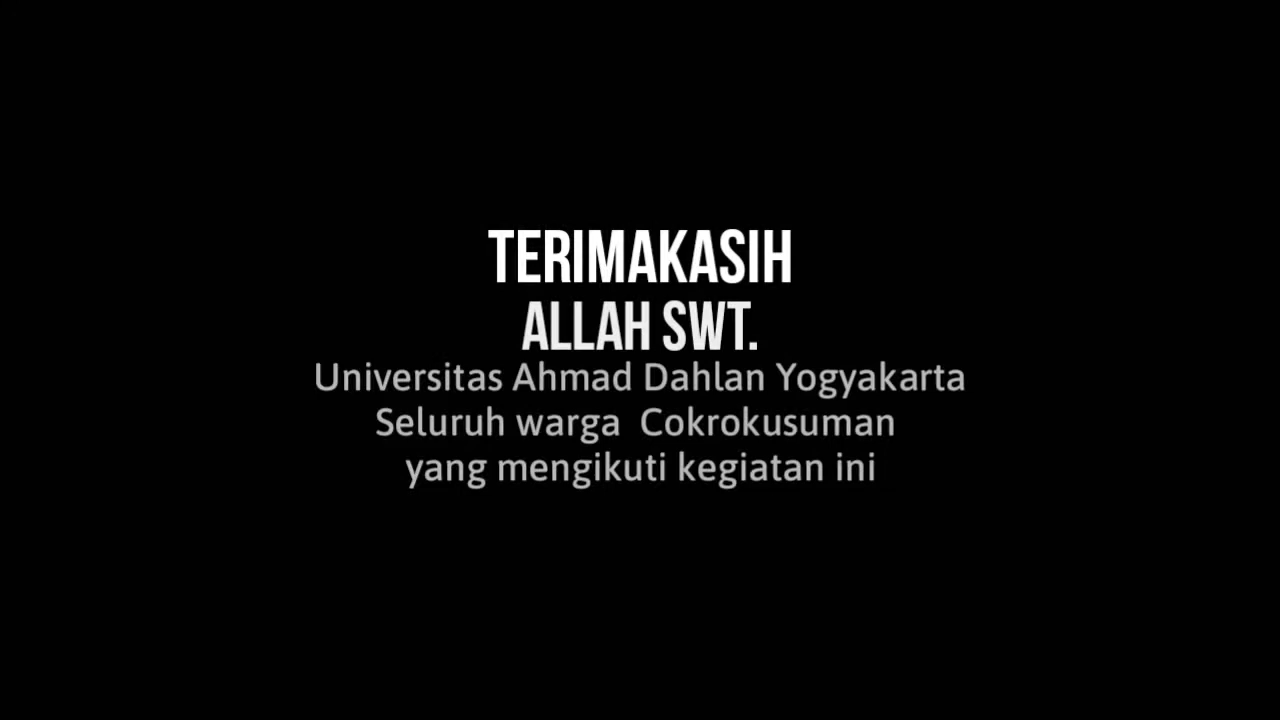 TERIMAKASIH
ALLAH SWT.
Universitas Ahmad Dahlan Yogyakarta
Seluruh warga  Cokrokusuman
yang mengikuti kegiatan ini